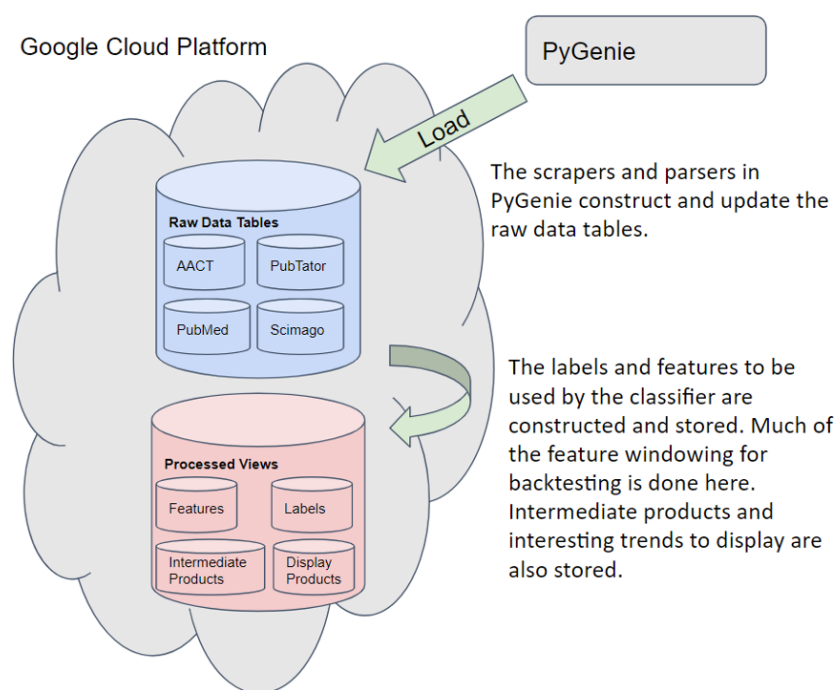 Google Cloud Platform
PyGenie
Load
The scrapers and parsers in
PyGenie construct and update the
raw data tables.
Raw Data Tables
AACT
PubTator
PubMed
Scimago
The labels and features to be
used by the classifier are
constructed and stored. Much of
the feature windowing for
backtesting is done here.
Intermediate products and
interesting trends to display are
also stored.
Processed Views
Features
Labels
Intermediate
Products
Display
Products